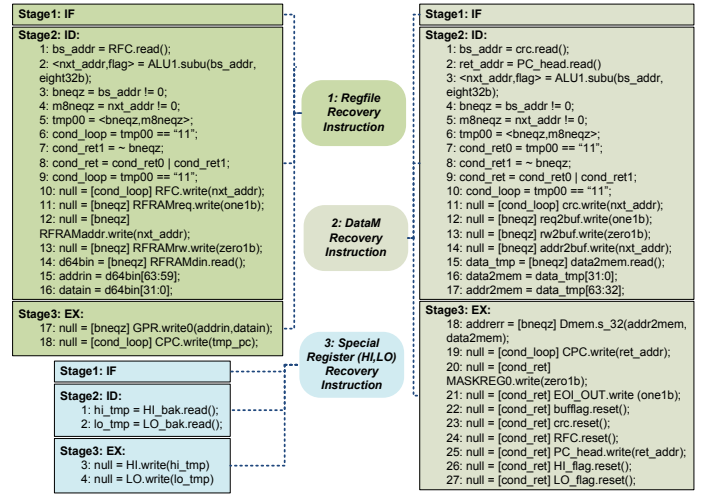 Stage1: IF
Stage2: ID:
1: bs_addr = RFC.read();
2: <nxt_addr,flag> = ALU1.subu(bs_addr,
eight32b);
3: bneqz = bs_addr != 0;
4: m8neqz = nxt_addr != 0;
5: tmp00 = <bneqz,m8neqz>;
6: cond_loop = tmp00 == “11”;
7: cond_ret1 = ~ bneqz;
8: cond_ret = cond_ret0 | cond_ret1;
9: cond_loop = tmp00 == “11”;
10: null = [cond_loop] RFC.write(nxt_addr);
11: null = [bneqz] RFRAMreq.write(one1b);
12: null = [bneqz]
RFRAMaddr.write(nxt_addr);
13: null = [bneqz] RFRAMrw.write(zero1b);
14: d64bin = [bneqz] RFRAMdin.read();
15: addrin = d64bin[63:59];
16: datain = d64bin[31:0];
Stage3: EX:
17: null = [bneqz] GPR.write0(addrin,datain);
18: null = [cond_loop] CPC.write(tmp_pc);
Stage1: IF
Stage2: ID:
1: hi_tmp = HI_bak.read();
2: lo_tmp = LO_bak.read();
Stage3: EX:
3: null = HI.write(hi_tmp)
4: null = LO.write(lo_tmp)
1: Regfile
Recovery
Instruction
2: DataM
Recovery
Instruction
3: Special
Register (HI,LO)
Recovery
Instruction
Stage1: IF
Stage2: ID:
1: bs_addr = crc.read();
2: ret_addr = PC_head.read()
3: <nxt_addr,flag> = ALU1.subu(bs_addr,
eight32b);
4: bneqz = bs_addr != 0;
5: m8neqz = nxt_addr != 0;
6: tmp00 = <bneqz,m8neqz>;
7: cond_ret0 = tmp00 == “11”;
8: cond_ret1 = ~ bneqz;
9: cond_ret = cond_ret0 | cond_ret1;
10: cond_loop = tmp00 == “11”;
11: null = [cond_loop] crc.write(nxt_addr);
12: null = [bneqz] req2buf.write(one1b);
13: null = [bneqz] rw2buf.write(zero1b);
14: null = [bneqz] addr2buf.write(nxt_addr);
15: data_tmp = [bneqz] data2mem.read();
16: data2mem = data_tmp[31:0];
17: addr2mem = data_tmp[63:32];
Stage3: EX:
18: addrerr = [bneqz] Dmem.s_32(addr2mem,
data2mem);
19: null = [cond_loop] CPC.write(ret_addr);
20: null = [cond_ret]
MASKREG0.write(zero1b);
21: null = [cond_ret] EOI_OUT.write (one1b);
22: null = [cond_ret] bufflag.reset();
23: null = [cond_ret] crc.reset();
24: null = [cond_ret] RFC.reset();
25: null = [cond_ret] PC_head.write(ret_addr);
26: null = [cond_ret] HI_flag.reset();
27: null = [cond_ret] LO_flag.reset();